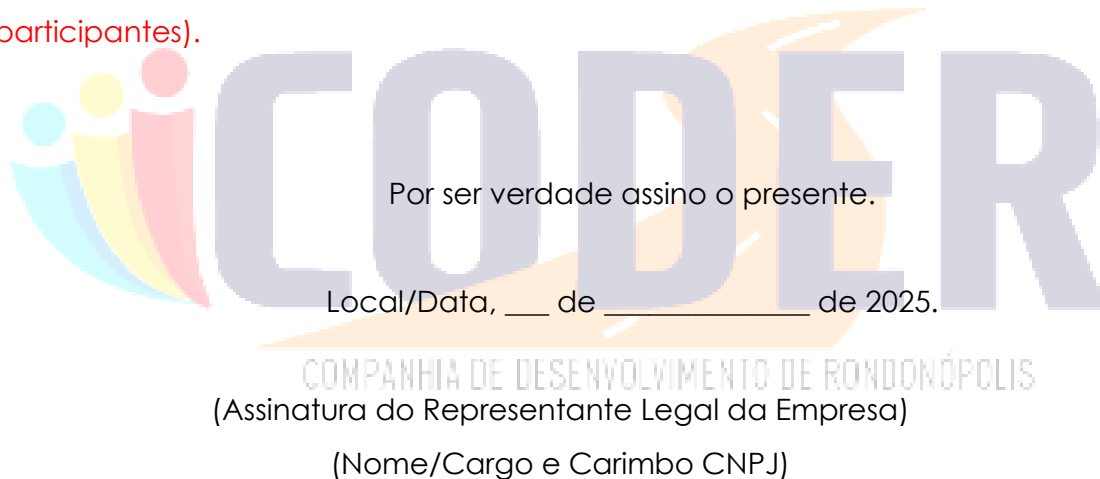 participantes).
CODER
Por ser verdade assino o presente.
Local/Data, ___ de ______________ de 2025.
COMPANHIA DE DESENVOLVIMENTO DE RONDONÓPOLIS
(Assinatura do Representante Legal da Empresa)
(Nome/Cargo e Carimbo CNPJ)